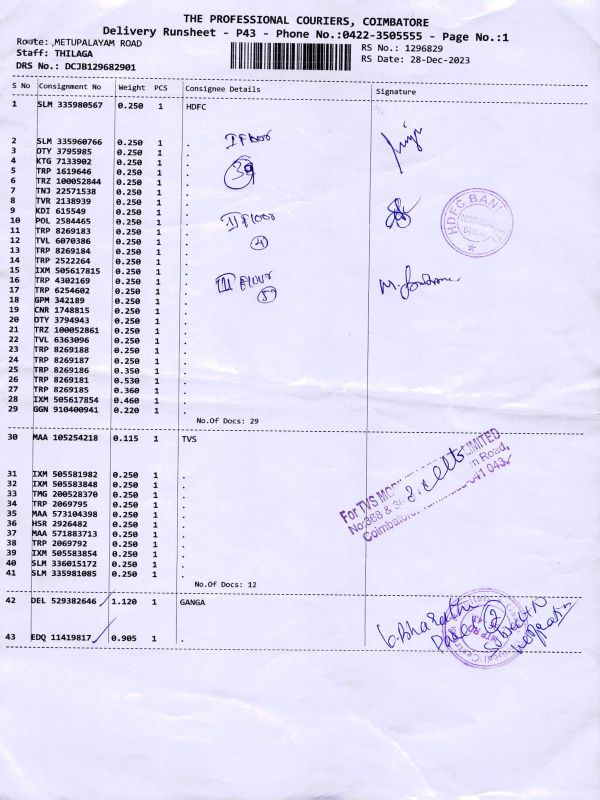 THE PROFESSIONAL COURIERS, COIMBATORE
Delivery Runsheet - P43 - Phone No.:0422-3505555 - Page No.:1
Route: ,METUPALAYAM ROAD
RS No.: 1296829
Staff: THILAGA
RS Date: 28-Dec-2023
DRS No.: DCJB129682901
S No Consignment No Weight PCS Consignee Details Signature
1 SLM 335980567 0.250 1 HDFC
2 SLM 335960766 0.250 1 . II Floor
3 OTY 3795985 0.250 1 .
4 KTG 7133902 0.250 1 .
5 TRP 1619646 0.250 1 . 39
6 TRZ 100052844 0.250 1 .
7 TNJ 22571538 0.250 1 .
8 TVR 2138939 0.250 1 .
9 KDI 615549 0.250 1 . HDFC BANK
10 POL 2584465 0.250 1 . II Floor
11 TRP 8269183 0.250 1 .
12 TVL 6070386 0.250 1 . 4
13 TRP 8269184 0.250 1 .
14 TRP 2522264 0.250 1 .
15 IXM 505617815 0.250 1 .
16 TRP 4302169 0.250 1 . III Floor
17 TRP 6254602 0.250 1 .
18 GPM 342189 0.250 1 .
19 CNR 1748815 0.250 1 .
20 OTY 3794943 0.250 1 .
21 TRZ 100052861 0.250 1 .
22 TVL 6363096 0.250 1 .
23 TRP 8269188 0.250 1 .
24 TRP 8269187 0.250 1 .
25 TRP 8269186 0.350 1 .
26 TRP 8269181 0.530 1 .
27 TRP 8269185 0.360 1 .
28 IXM 505617854 0.460 1 .
29 GGN 910400941 0.220 1 .
No.Of Docs: 29
30 MAA 105254218 0.115 1 TVS
31 IXM 505581982 0.250 1 .
32 IXM 505583848 0.250 1 .
33 TMG 200528370 0.250 1 .
34 TRP 2069795 0.250 1 .
35 MAA 573104398 0.250 1 .
36 HSR 2926482 0.250 1 .
37 MAA 571883713 0.250 1 .
38 TRP 2069792 0.250 1 .
39 IXM 505583854 0.250 1 .
40 SLM 336015172 0.250 1 .
41 SLM 335981085 0.250 1 .
For TVS LIMITED
No:368 & Road,
Coimbatore 641 043.
No.Of Docs: 12
42 DEL 529382646 1.120 1 GANGA
43 EDQ 11419817 0.905 1
G. Bharathi